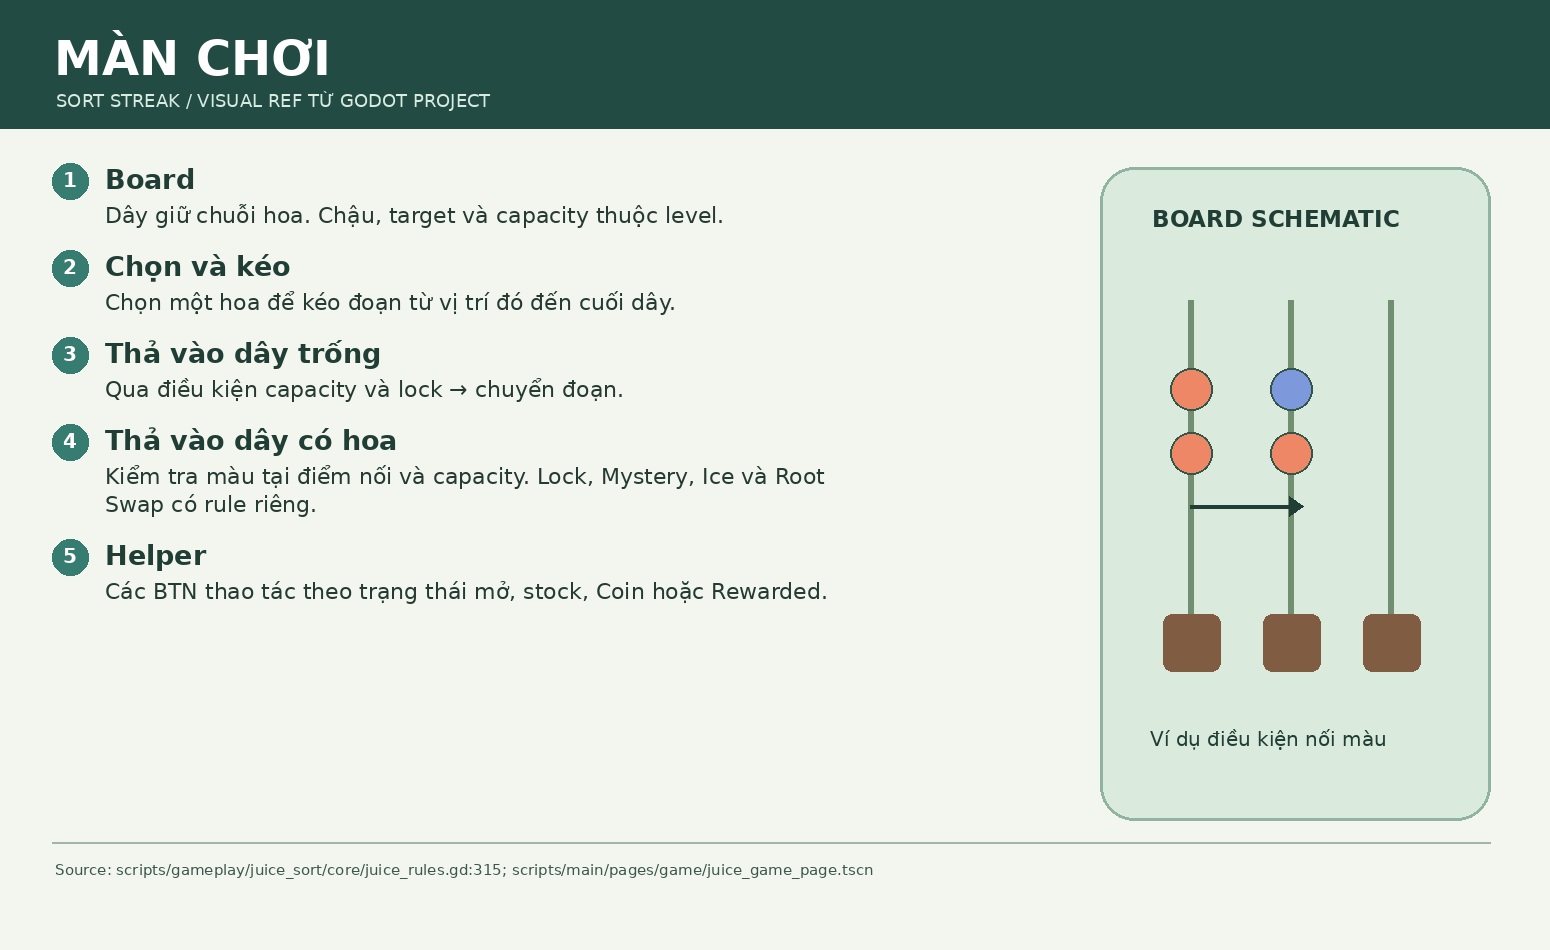 MÀN CHƠI
SORT STREAK / VISUAL REF TỪ GODOT PROJECT
1 Board
Dây giữ chuỗi hoa. Chậu, target và capacity thuộc level.
2 Chọn và kéo
Chọn một hoa để kéo đoạn từ vị trí đó đến cuối dây.
3 Thả vào dây trống
Qua điều kiện capacity và lock → chuyển đoạn.
4 Thả vào dây có hoa
Kiểm tra màu tại điểm nối và capacity. Lock, Mystery, Ice và Root
Swap có rule riêng.
5 Helper
Các BTN thao tác theo trạng thái mở, stock, Coin hoặc Rewarded.
BOARD SCHEMATIC
Ví dụ điều kiện nối màu
Source: scripts/gameplay/juice_sort/core/juice_rules.gd:315; scripts/main/pages/game/juice_game_page.tscn